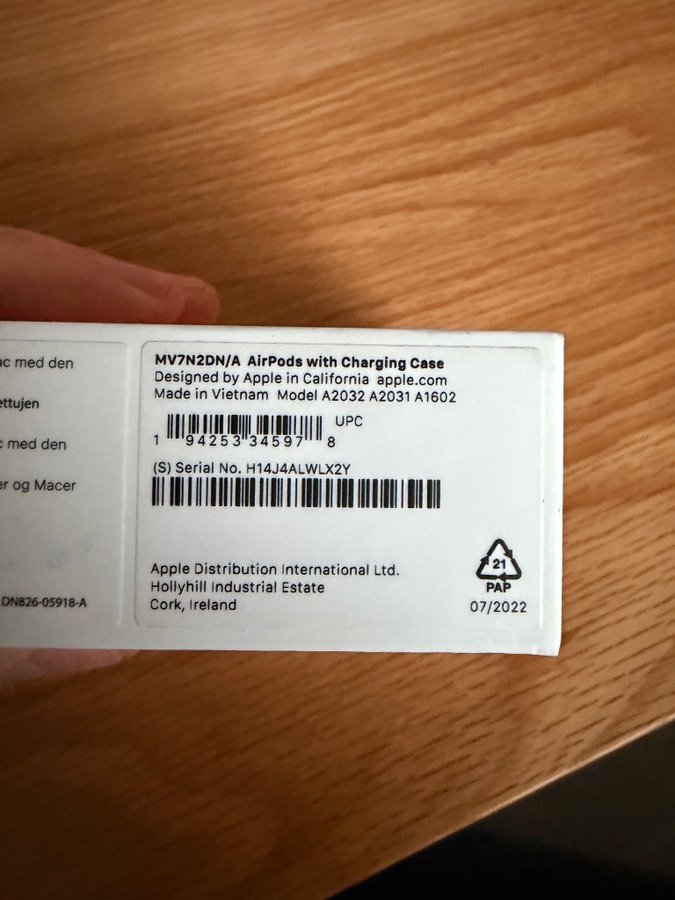 ac med den
ettujen
c med den
er og Macer
DN826-05918-A
MV7N2DN/A AirPods with Charging Case
Designed by Apple in California apple.com
Made in Vietnam Model A2032 A2031 A1602
UPC
1 94253 34597 8
(S) Serial No. H14J4ALWLX2Y
Apple Distribution International Ltd.
Hollyhill Industrial Estate
Cork, Ireland
21
PAP
07/2022